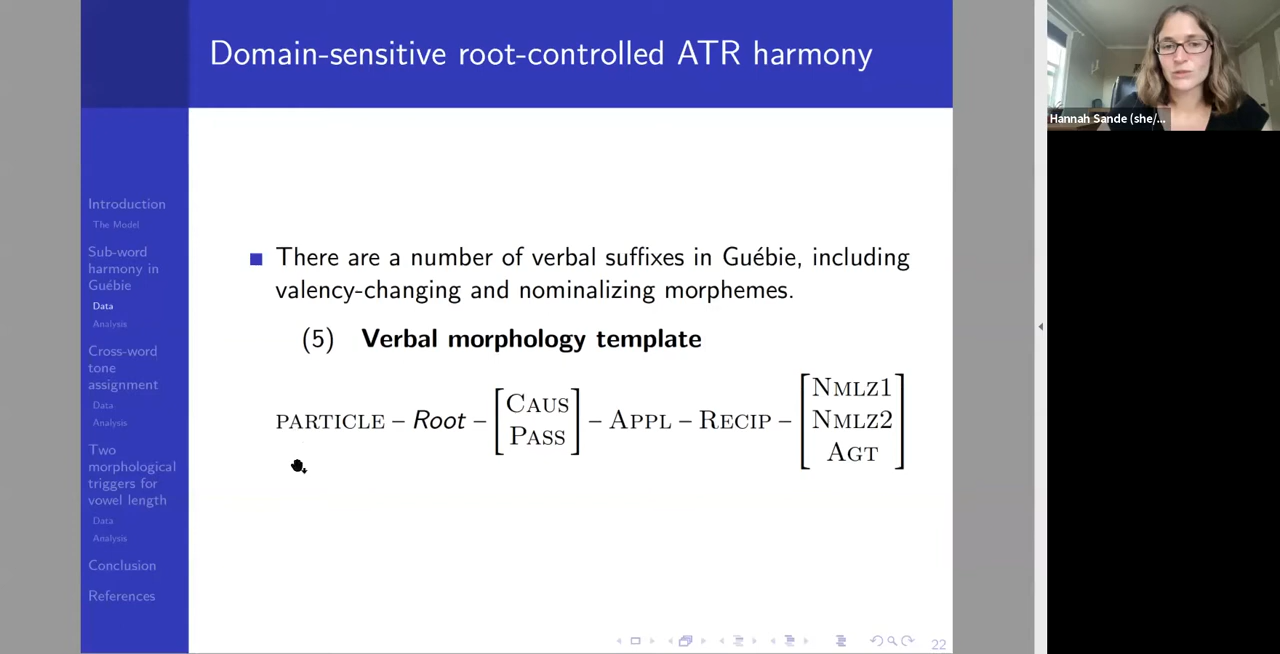 Domain-sensitive root-controlled ATR harmony
Hannah Sande (she/...
Introduction
The Model
Sub-word
harmony in
Guébie
Data
Analysis
Cross-word
tone
assignment
Data
Analysis
Two
morphological
triggers for
vowel length
Data
Analysis
Conclusion
References
There are a number of verbal suffixes in Guébie, including
valency-changing and nominalizing morphemes.
(5) Verbal morphology template
PARTICLE – Root – [CAUS PASS] – APPL – RECIP – [NMLZ1 NMLZ2 AGT]
22